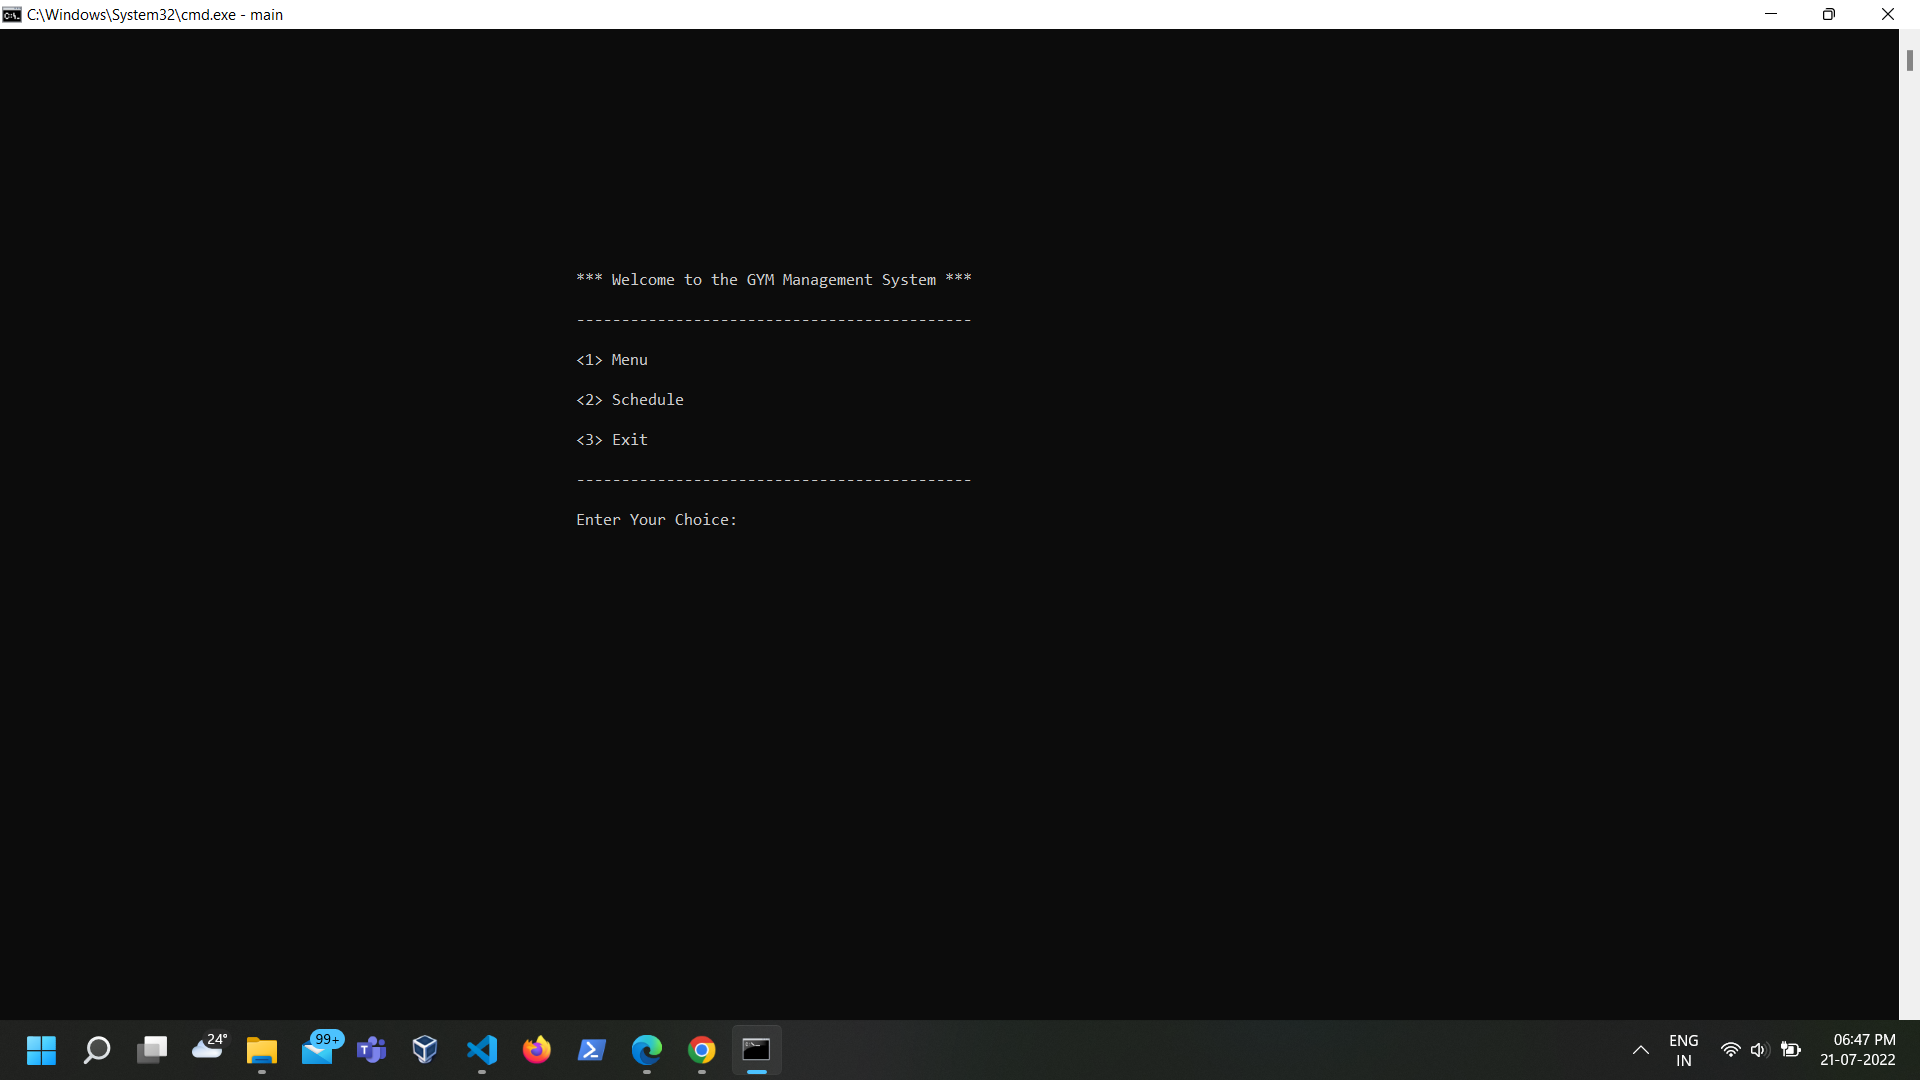 C:\Windows\System32\cmd.exe - main
*** Welcome to the GYM Management System ***
--------------------------------------------
<1> Menu
<2> Schedule
<3> Exit
--------------------------------------------
Enter Your Choice:
24°
99+
ENG
IN
06:47 PM
21-07-2022